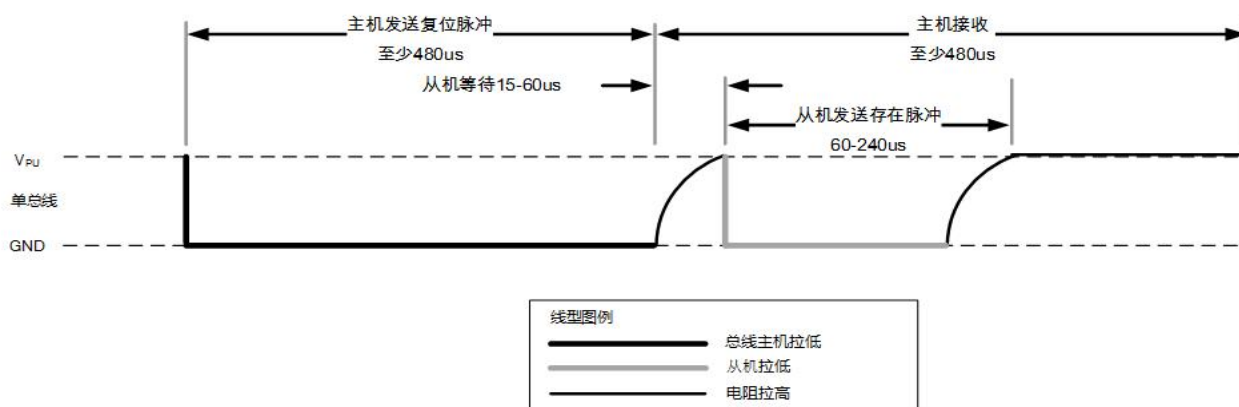 主机发送复位脉冲
至少480us
主机接收
至少480us
从机等待15-60us
从机发送存在脉冲
60-240us
VPU
单总线
GND
线型图例
总线主机拉低
从机拉低
电阻拉高